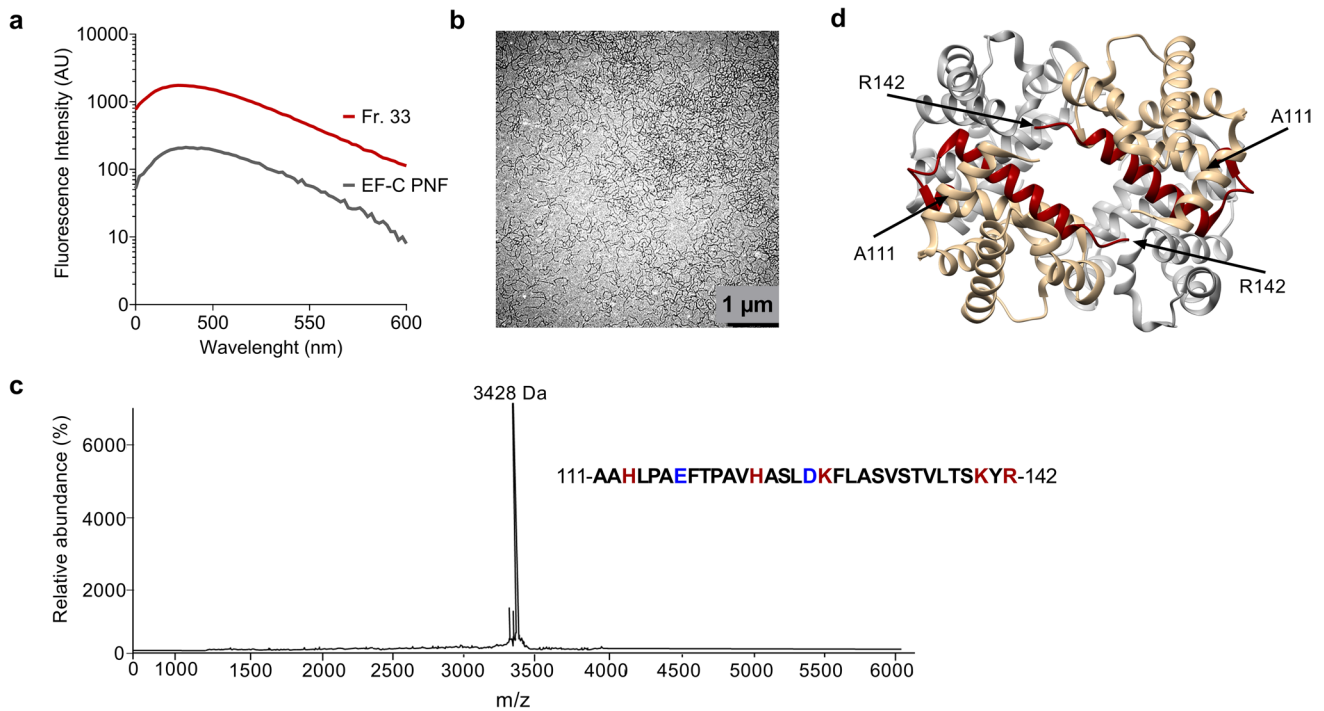 a
Fluorescence Intensity (AU)
10000
1000
100
10
0
0 500 550 600
Wavelenght (nm)
Fr. 33
EF-C PNF
b
1 µm
d
R142
A111
A111
R142
c
Relative abundance (%)
6000
4000
2000
0
3428 Da
111-AAHLPAEFTPAVHASLDKFLASVSTVLTSKYR-142
0 1000 1500 2000 2500 3000 3500 4000 4500 5000 5500 6000
m/z